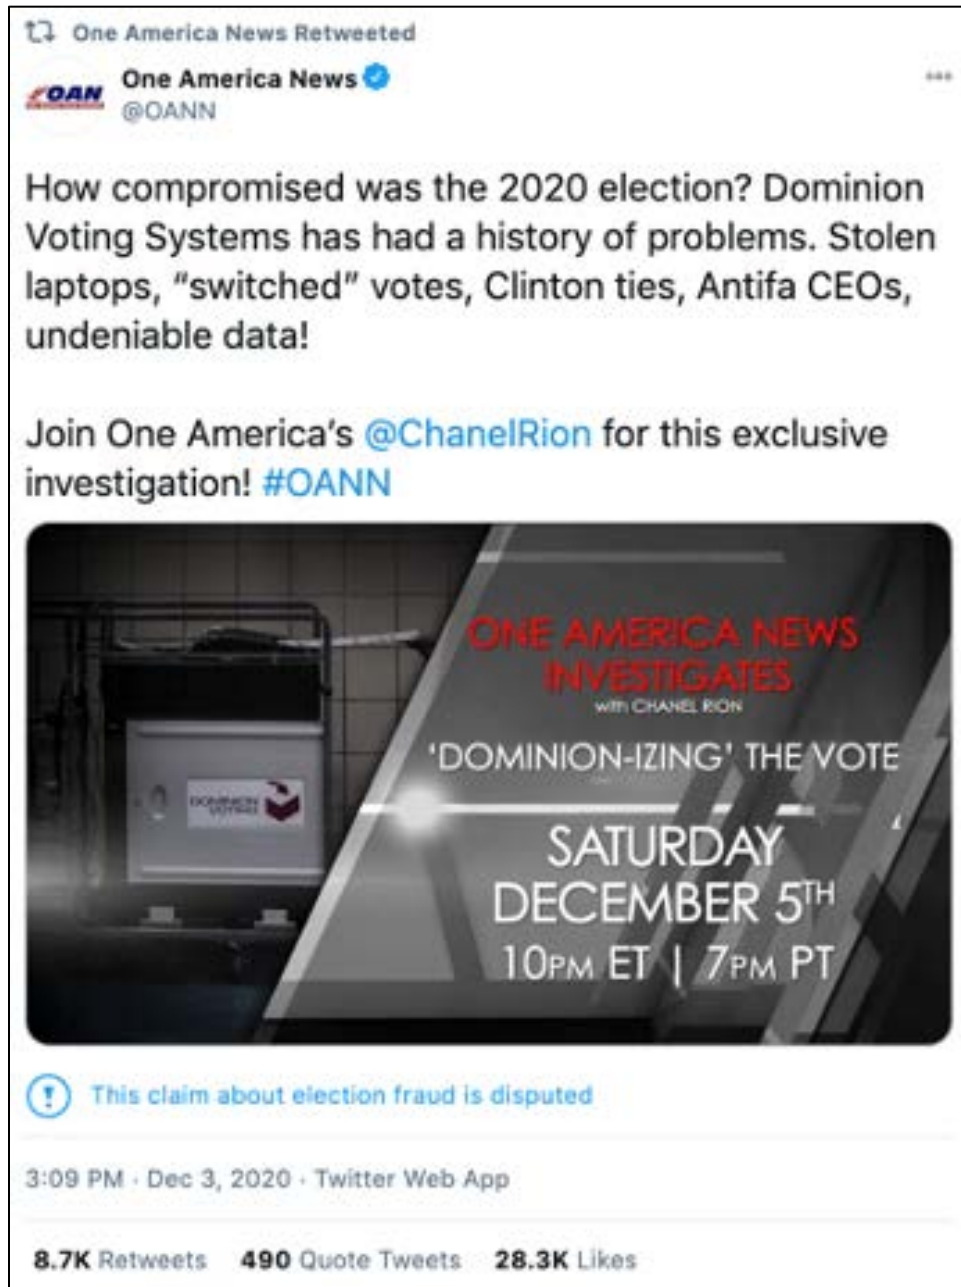 One America News Retweeted
OAN
One America News
@OANN
How compromised was the 2020 election? Dominion
Voting Systems has had a history of problems. Stolen
laptops, “switched” votes, Clinton ties, Antifa CEOs,
undeniable data!
Join One America’s @ChanelRion for this exclusive
investigation! #OANN
ONE AMERICA NEWS
INVESTIGATES
with CHANEL RION
'DOMINION-IZING' THE VOTE
DOMINION
VOTING
SATURDAY
DECEMBER 5TH
10PM ET | 7PM PT
This claim about election fraud is disputed
3:09 PM · Dec 3, 2020 · Twitter Web App
8.7K Retweets 490 Quote Tweets 28.3K Likes